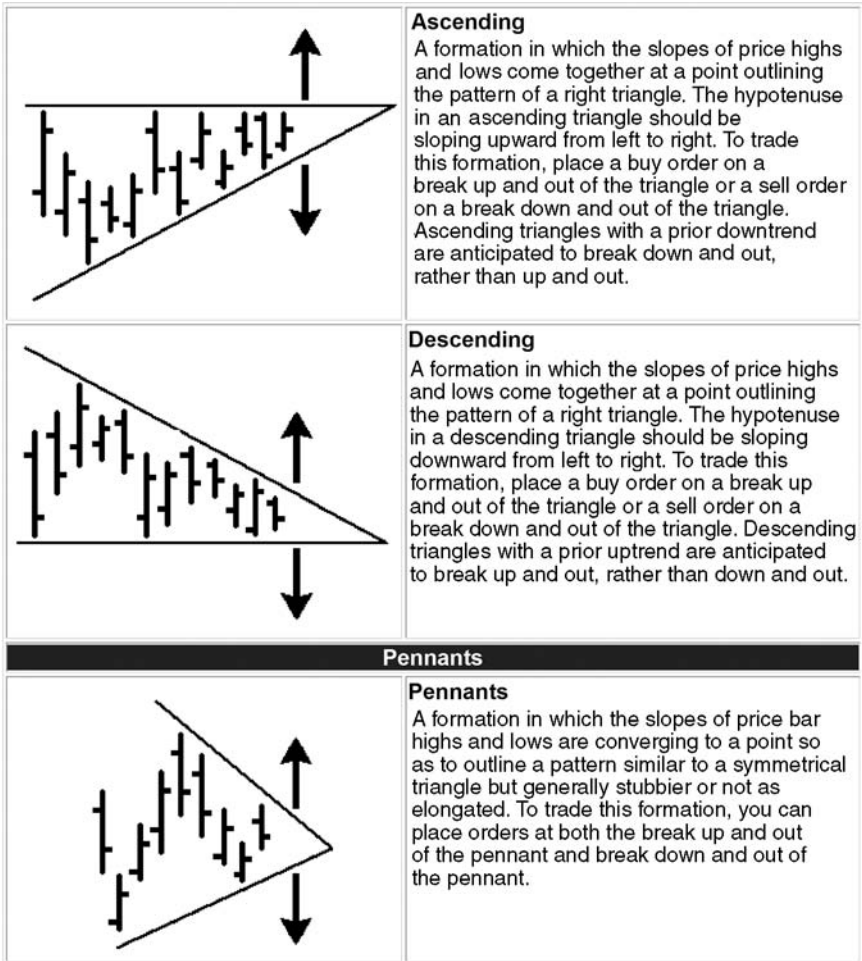 Ascending
A formation in which the slopes of price highs
and lows come together at a point outlining
the pattern of a right triangle. The hypotenuse
in an ascending triangle should be
sloping upward from left to right. To trade
this formation, place a buy order on a
break up and out of the triangle or a sell order
on a break down and out of the triangle.
Ascending triangles with a prior downtrend
are anticipated to break down and out,
rather than up and out.
Descending
A formation in which the slopes of price highs
and lows come together at a point outlining
the pattern of a right triangle. The hypotenuse
in a descending triangle should be sloping
downward from left to right. To trade this
formation, place a buy order on a break up
and out of the triangle or a sell order on a
break down and out of the triangle. Descending
triangles with a prior uptrend are anticipated
to break up and out, rather than down and out.
Pennants
Pennants
A formation in which the slopes of price bar
highs and lows are converging to a point so
as to outline a pattern similar to a symmetrical
triangle but generally stubbier or not as
elongated. To trade this formation, you can
place orders at both the break up and out
of the pennant and break down and out of
the pennant.